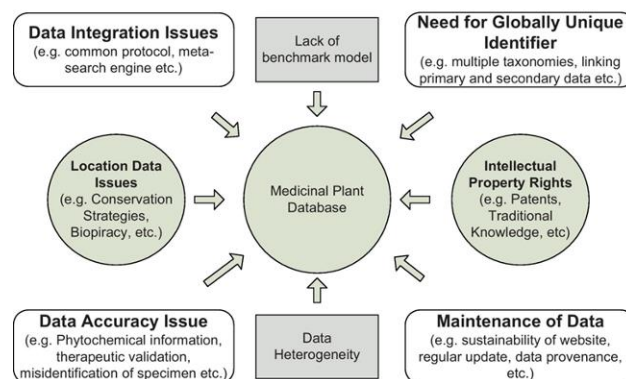 Data Integration Issues
(e.g. common protocol, meta-
search engine etc.)
Lack of
benchmark model
Need for Globally Unique
Identifier
(e.g. multiple taxonomies, linking
primary and secondary data etc.)
Location Data
Issues
(e.g. Conservation
Strategies,
Biopiracy, etc.)
Medicinal Plant
Database
Intellectual
Property Rights
(e.g. Patents,
Traditional
Knowledge, etc)
Data Accuracy Issue
(e.g. Phytochemical information,
therapeutic validation,
misidentification of specimen etc.)
Data
Heterogeneity
Maintenance of Data
(e.g. sustainability of website,
regular update, data provenance,
etc.)